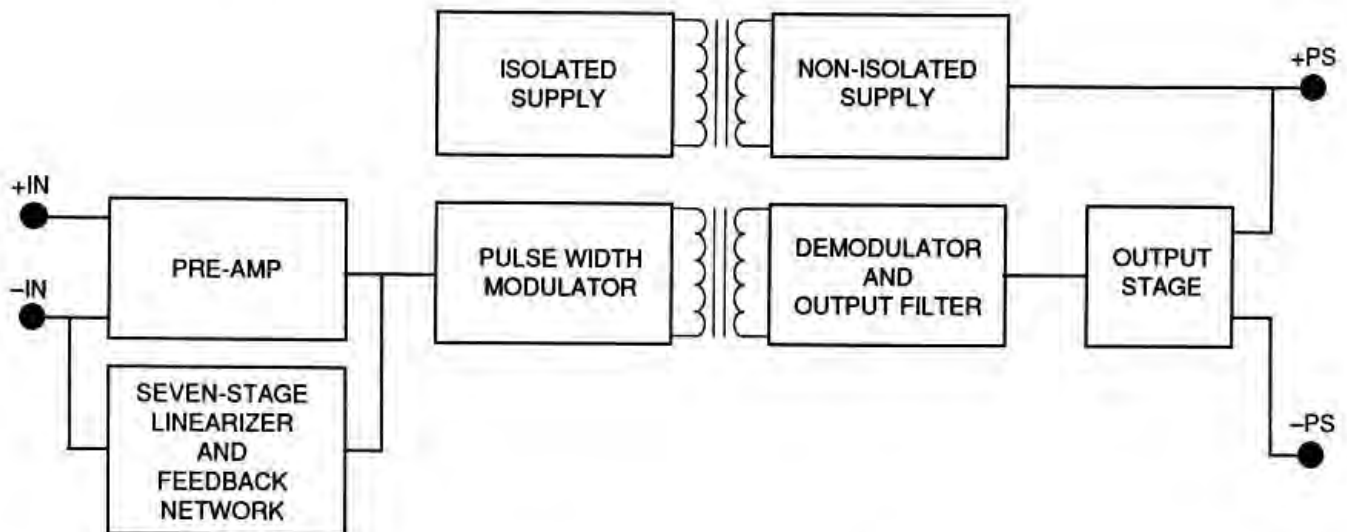 ISOLATED
SUPPLY
NON-ISOLATED
SUPPLY
+PS
+IN
–IN
PRE-AMP
PULSE WIDTH
MODULATOR
DEMODULATOR
AND
OUTPUT FILTER
OUTPUT
STAGE
SEVEN-STAGE
LINEARIZER
AND
FEEDBACK
NETWORK
–PS